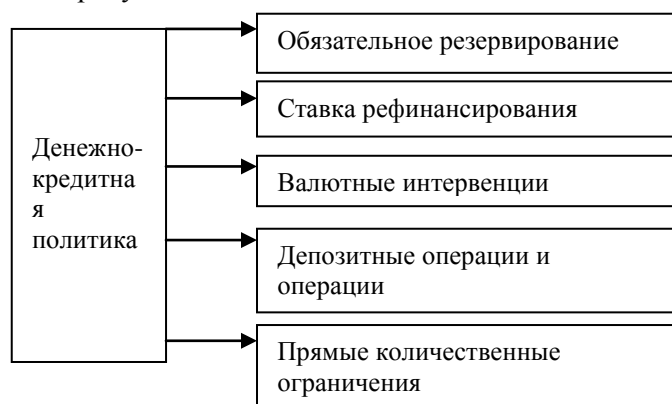 Обязательное резервирование
Ставка рефинансирования
Денежно-
кредитна
я
политика
Валютные интервенции
Депозитные операции и
операции
Прямые количественные
ограничения